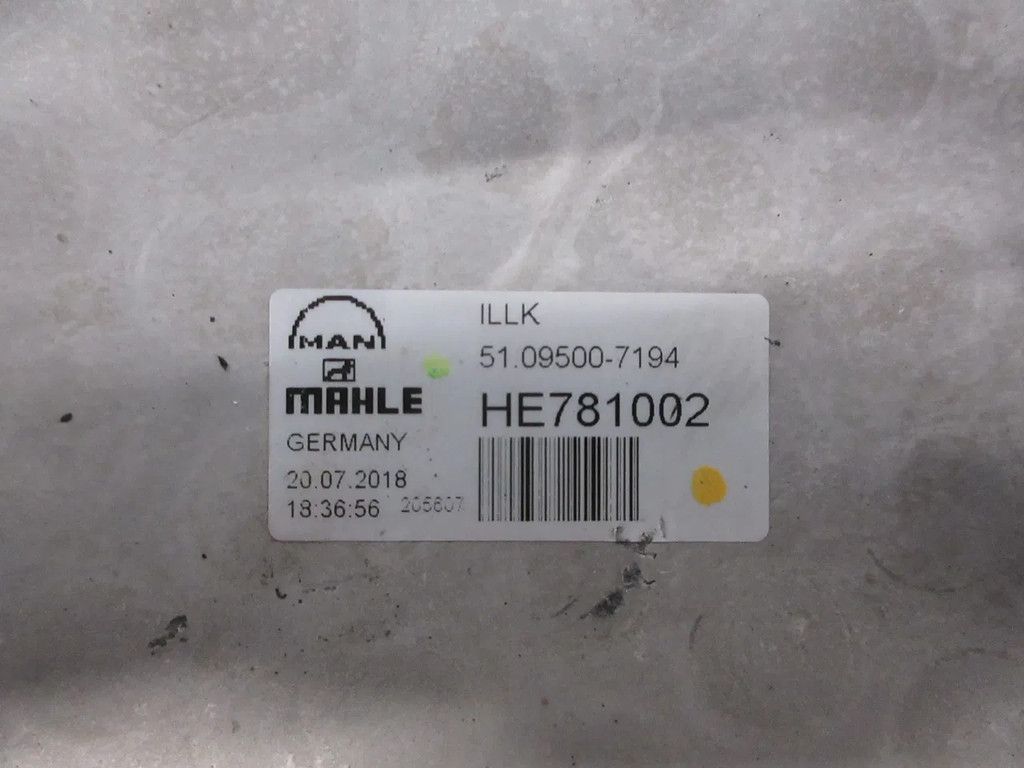 MAN
MAHLE
GERMANY
20.07.2018
18:36:56 205607
ILLK
51.09500-7194
HE781002